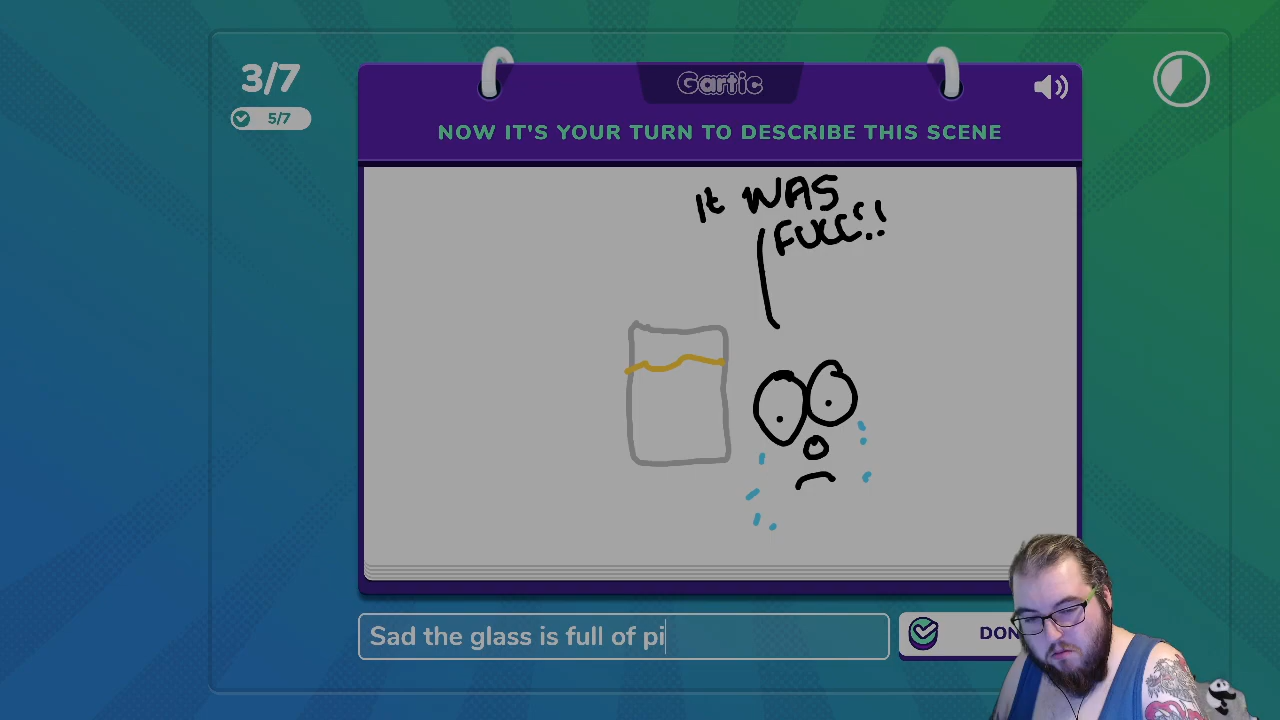 3/7
5/7
Gartic
NOW IT'S YOUR TURN TO DESCRIBE THIS SCENE
It WAS
FULL!!
Sad the glass is full of pi
DON